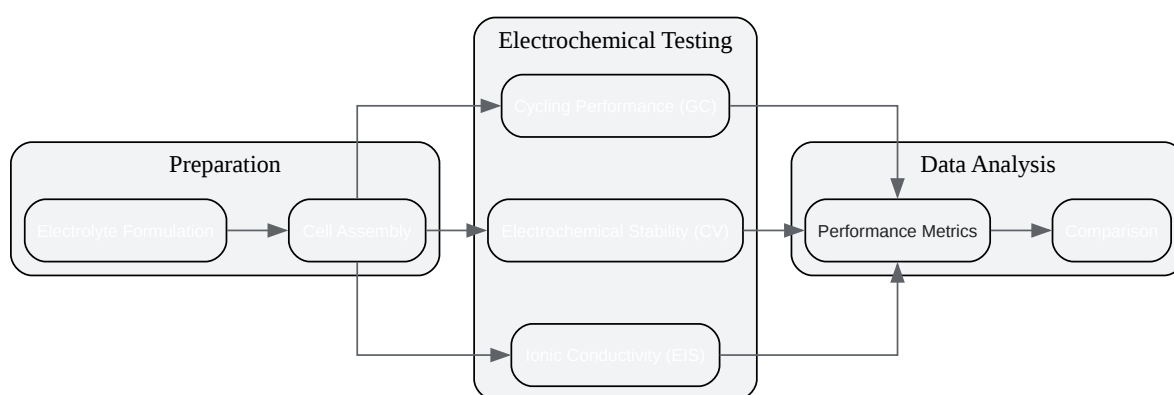 Electrochemical Testing
Cycling Performance (GC)
Preparation
Data Analysis
Electrolyte Formulation
Cell Assembly
Electrochemical Stability (CV)
Performance Metrics
Comparison
Ionic Conductivity (EIS)